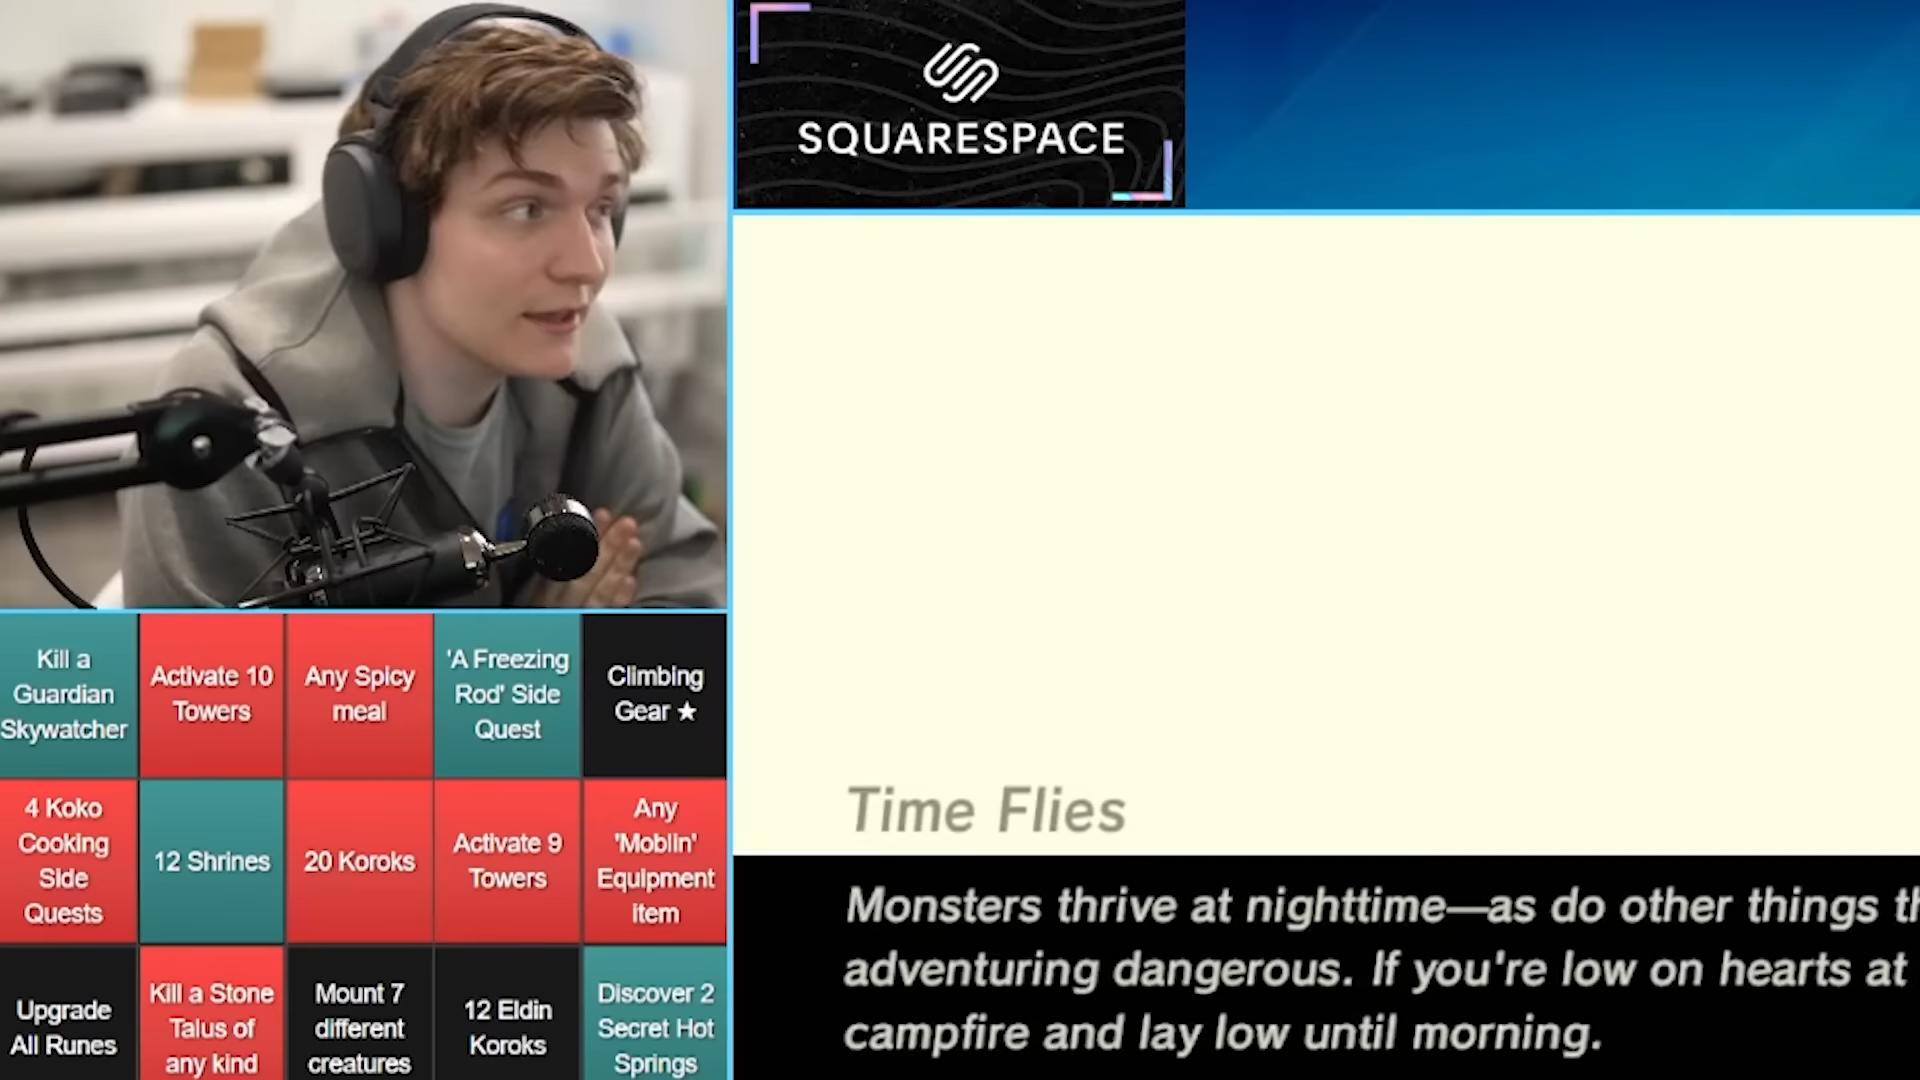 SQUARESPACE
Kill a
Guardian
Skywatcher
Activate 10
Towers
Any Spicy
meal
'A Freezing
Rod' Side
Quest
Climbing
Gear ★
4 Koko
Cooking
Side
Quests
12 Shrines
20 Koroks
Activate 9
Towers
Any
'Moblin'
Equipment
item
Upgrade
All Runes
Kill a Stone
Talus of
any kind
Mount 7
different
creatures
12 Eldin
Koroks
Discover 2
Secret Hot
Springs
Time Flies
Monsters thrive at nighttime—as do other things
adventuring dangerous. If you're low on hearts at
campfire and lay low until morning.